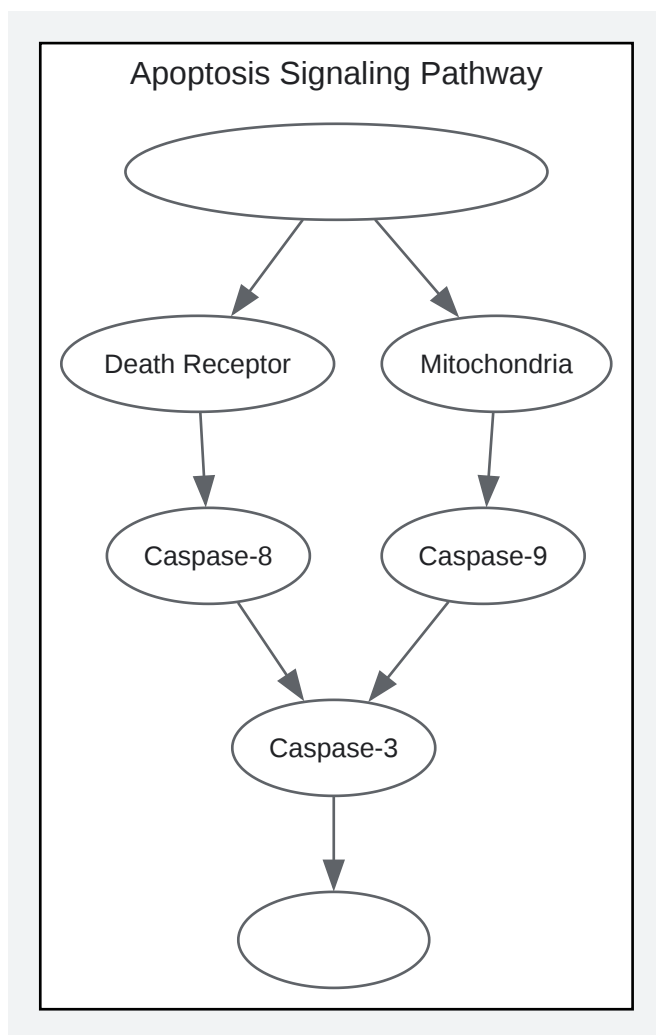 Apoptosis Signaling Pathway
Death Receptor
Mitochondria
Caspase-8
Caspase-9
Caspase-3